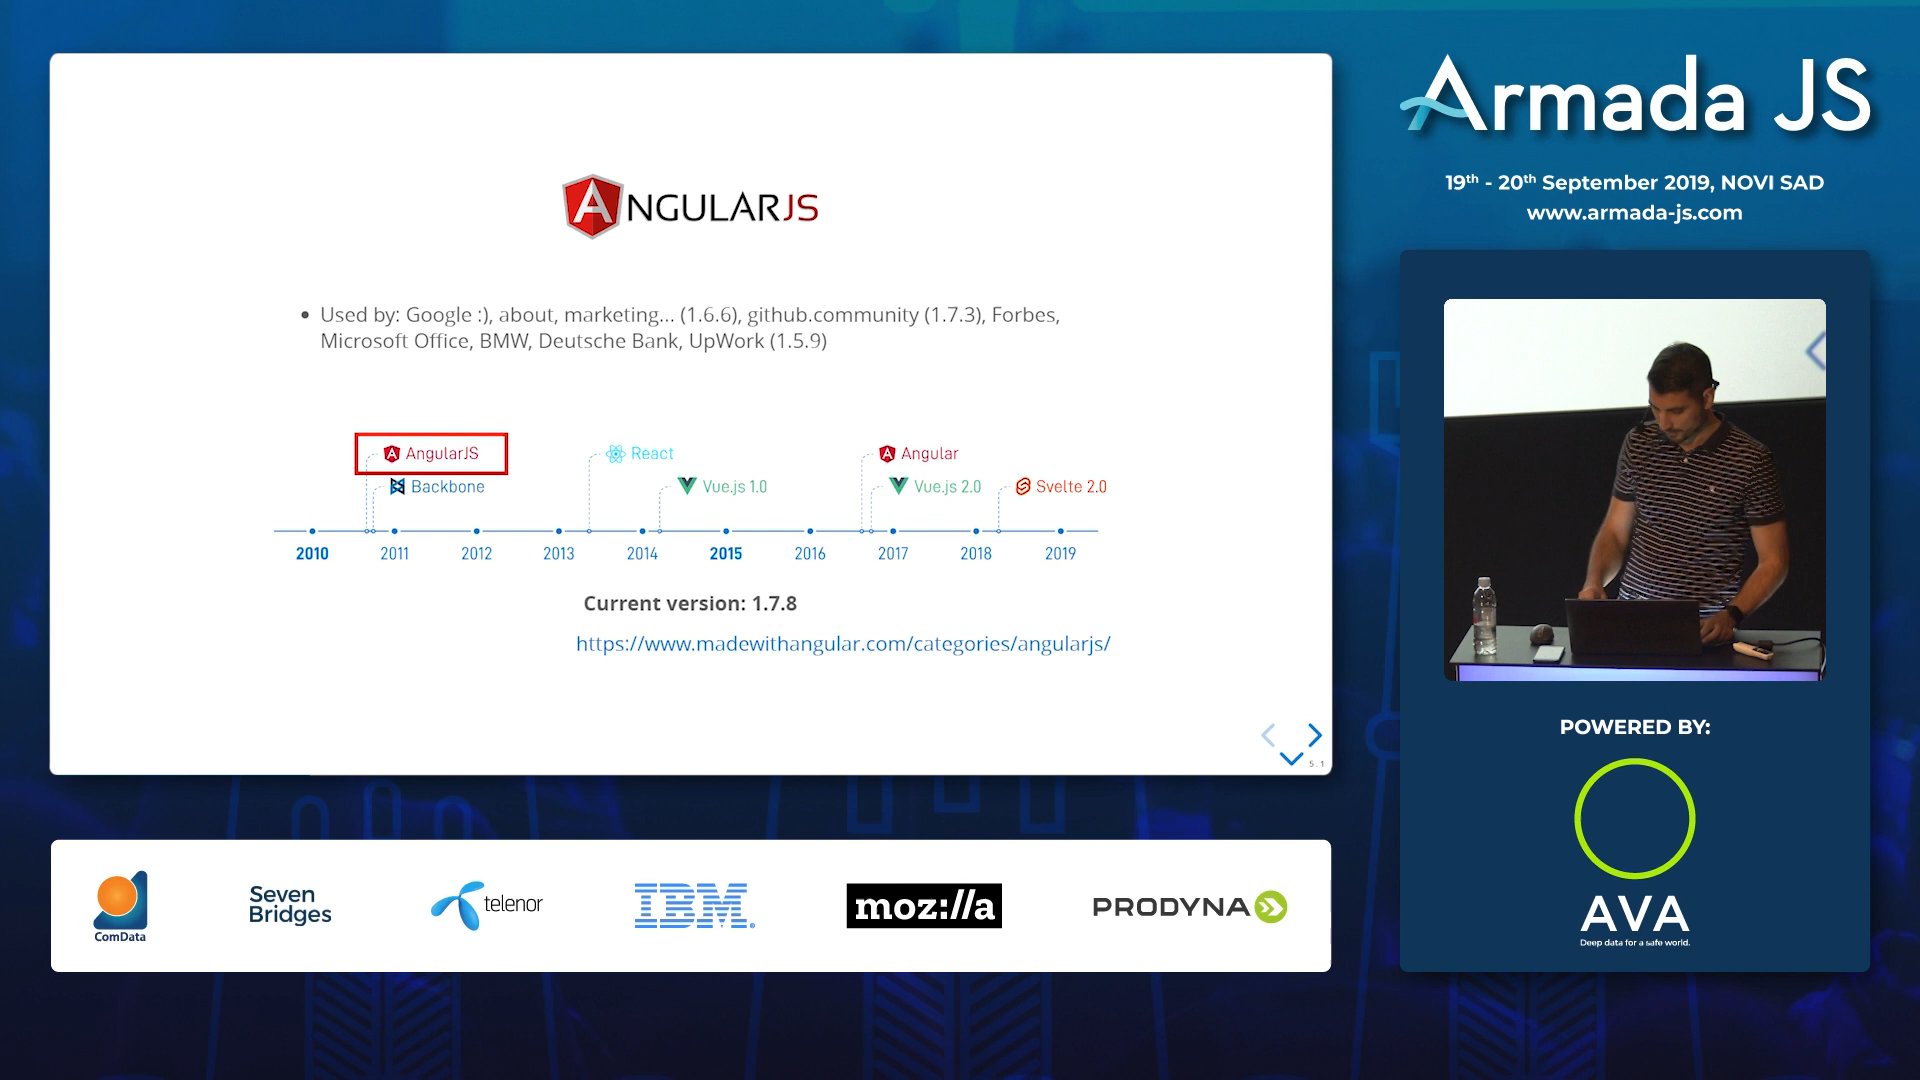 ANGULARJS
• Used by: Google :), about, marketing... (1.6.6), github.community (1.7.3), Forbes,
Microsoft Office, BMW, Deutsche Bank, UpWork (1.5.9)
AngularJS
React
Angular
Backbone
Vue.js 1.0
Vue.js 2.0
Svelte 2.0
2010 2011 2012 2013 2014 2015 2016 2017 2018 2019
Current version: 1.7.8
https://www.madewithangular.com/categories/angularjs/
5.1
Armada JS
19th - 20th September 2019, NOVI SAD
www.armada-js.com
POWERED BY:
AVA
Deep data for a safe world.
ComData
Seven
Bridges
telenor
IBM®
moz://a
PRODYNA